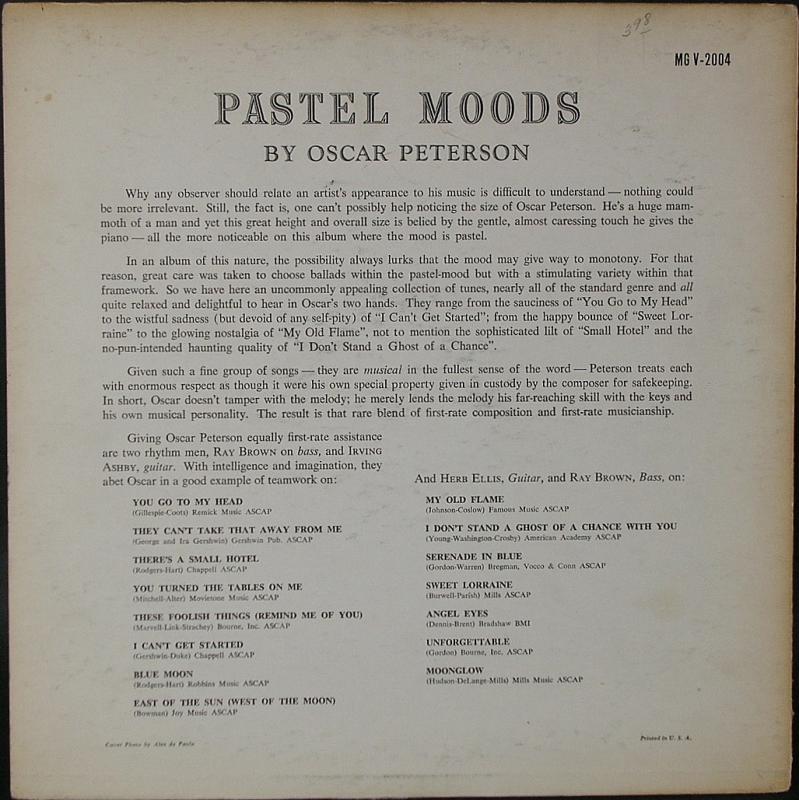 398
MG V-2004
PASTEL MOODS
BY OSCAR PETERSON
Why any observer should relate an artist's appearance to his music is difficult to understand — nothing could
be more irrelevant. Still, the fact is, one can't possibly help noticing the size of Oscar Peterson. He's a huge mam-
moth of a man and yet this great height and overall size is belied by the gentle, almost caressing touch he gives the
piano — all the more noticeable on this album where the mood is pastel.
In an album of this nature, the possibility always lurks that the mood may give way to monotony. For that
reason, great care was taken to choose ballads within the pastel-mood but with a stimulating variety within that
framework. So we have here an uncommonly appealing collection of tunes, nearly all of the standard genre and all
quite relaxed and delightful to hear in Oscar's two hands. They range from the sauciness of "You Go to My Head"
to the wistful sadness (but devoid of any self-pity) of "I Can't Get Started"; from the happy bounce of "Sweet Lor-
raine" to the glowing nostalgia of "My Old Flame", not to mention the sophisticated lilt of "Small Hotel" and the
no-pun-intended haunting quality of "I Don't Stand a Ghost of a Chance".
Given such a fine group of songs — they are musical in the fullest sense of the word — Peterson treats each
with enormous respect as though it were his own special property given in custody by the composer for safekeeping.
In short, Oscar doesn't tamper with the melody; he merely lends the melody his far-reaching skill with the keys and
his own musical personality. The result is that rare blend of first-rate composition and first-rate musicianship.
Giving Oscar Peterson equally first-rate assistance
are two rhythm men, RAY BROWN on bass, and IRVING
ASHBY, guitar. With intelligence and imagination, they
abet Oscar in a good example of teamwork on:
YOU GO TO MY HEAD
(Gillespie-Coots) Remick Music ASCAP
THEY CAN'T TAKE THAT AWAY FROM ME
(George and Ira Gershwin) Gershwin Pub. ASCAP
THERE'S A SMALL HOTEL
(Rodgers-Hart) Chappell ASCAP
YOU TURNED THE TABLES ON ME
(Mitchell-Alter) Movietone Music ASCAP
THESE FOOLISH THINGS (REMIND ME OF YOU)
(Marvell-Link-Strachey) Bourne, Inc. ASCAP
I CAN'T GET STARTED
(Gershwin-Duke) Chappell ASCAP
BLUE MOON
(Rodgers-Hart) Robbins Music ASCAP
EAST OF THE SUN (WEST OF THE MOON)
(Bowman) Joy Music ASCAP
And HERB ELLIS, Guitar, and RAY BROWN, Bass, on:
MY OLD FLAME
(Johnson-Coslow) Famous Music ASCAP
I DON'T STAND A GHOST OF A CHANCE WITH YOU
(Young-Washington-Crosby) American Academy ASCAP
SERENADE IN BLUE
(Gordon-Warren) Bregman, Vocco & Conn ASCAP
SWEET LORRAINE
(Burwell-Parish) Mills ASCAP
ANGEL EYES
(Dennis-Brent) Bradshaw BMI
UNFORGETTABLE
(Gordon) Bourne, Inc. ASCAP
MOONGLOW
(Hudson-DeLange-Mills) Mills Music ASCAP
Cover Photo by Alex de Paola
Printed in U. S. A.